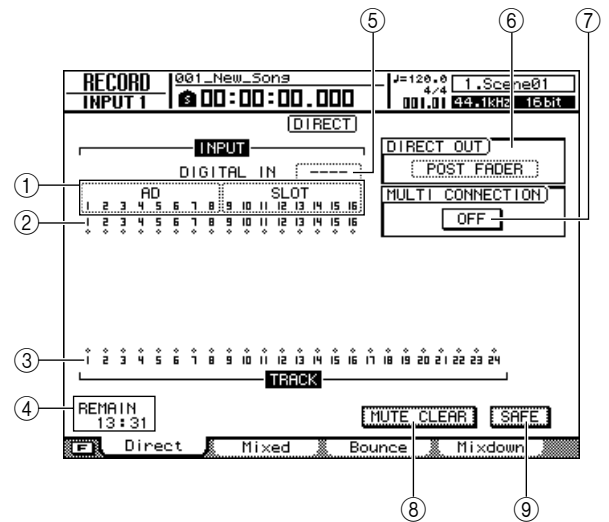 ⑤ ⑥ ⑦
RECORD 001_New_Song ♩=120.0 4/4 1.Scene01
INPUT 1 S 00:00:00.000 001.01 44.1kHz 16bit
DIRECT
INPUT DIRECT OUT
DIGITAL IN ---- POST FADER
① AD SLOT MULTI CONNECTION
1 2 3 4 5 6 7 8 9 10 11 12 13 14 15 16 OFF
② 1 2 3 4 5 6 7 8 9 10 11 12 13 14 15 16
③ 1 2 3 4 5 6 7 8 9 10 11 12 13 14 15 16 17 18 19 20 21 22 23 24
TRACK
④ REMAIN
13:31 MUTE CLEAR SAFE
F Direct Mixed Bounce Mixdown
⑧ ⑨